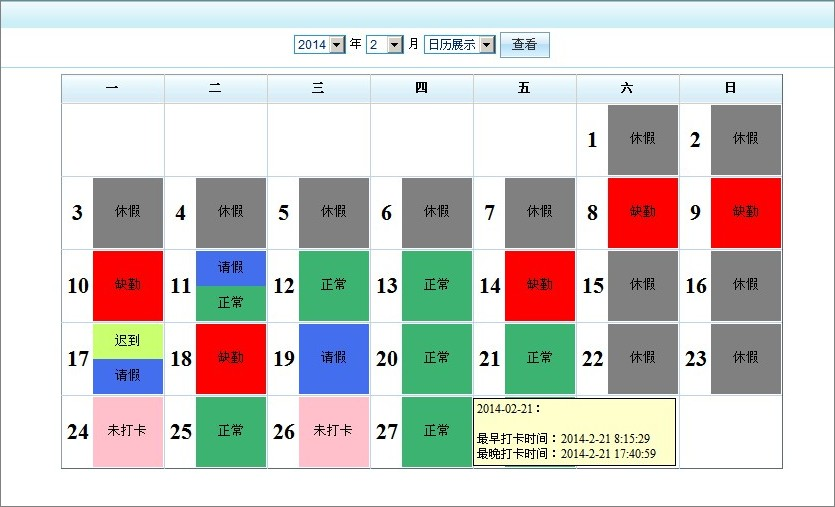 2014 年 2 月 日历展示 查看
一 二 三 四 五 六 日
1 休假 2 休假
3 休假 4 休假 5 休假 6 休假 7 休假 8 缺勤 9 缺勤
10 缺勤 11 请假 正常 12 正常 13 正常 14 缺勤 15 休假 16 休假
17 迟到 请假 18 缺勤 19 请假 20 正常 21 正常 22 休假 23 休假
24 未打卡 25 正常 26 未打卡 27 正常
2014-02-21：
最早打卡时间：2014-2-21 8:15:29
最晚打卡时间：2014-2-21 17:40:59